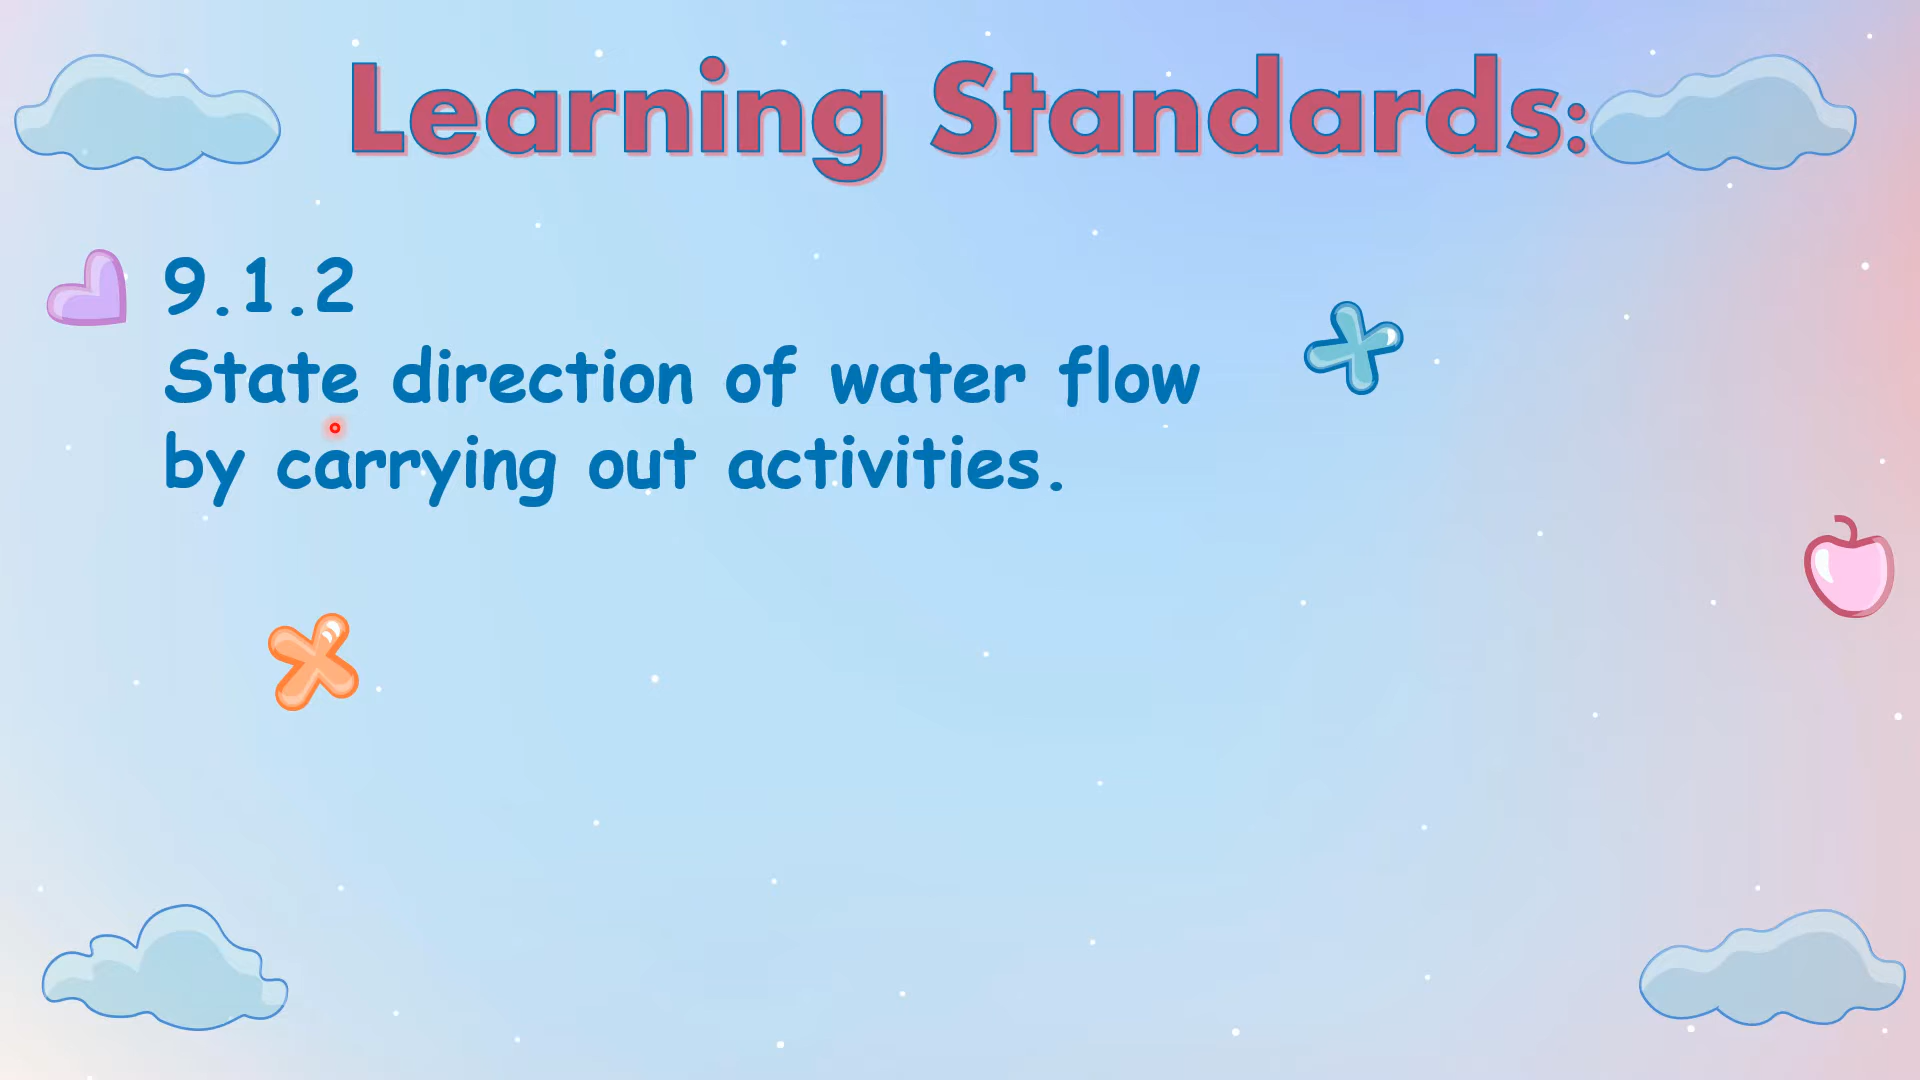 Learning Standards:
9.1.2
State direction of water flow
by carrying out activities.